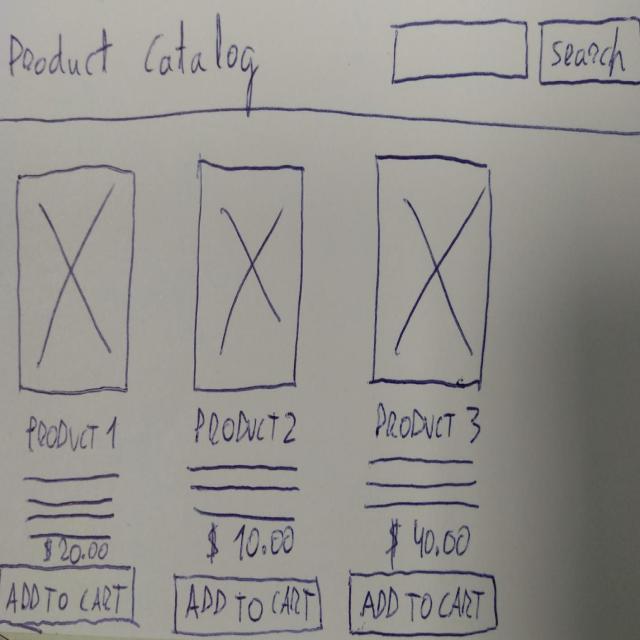 Product Catalog
search
PRODUCT 1
PRODUCT 2
PRODUCT 3
$20.00
$ 10.00
$ 40.00
ADD TO CART
ADD TO CART
ADD TO CART